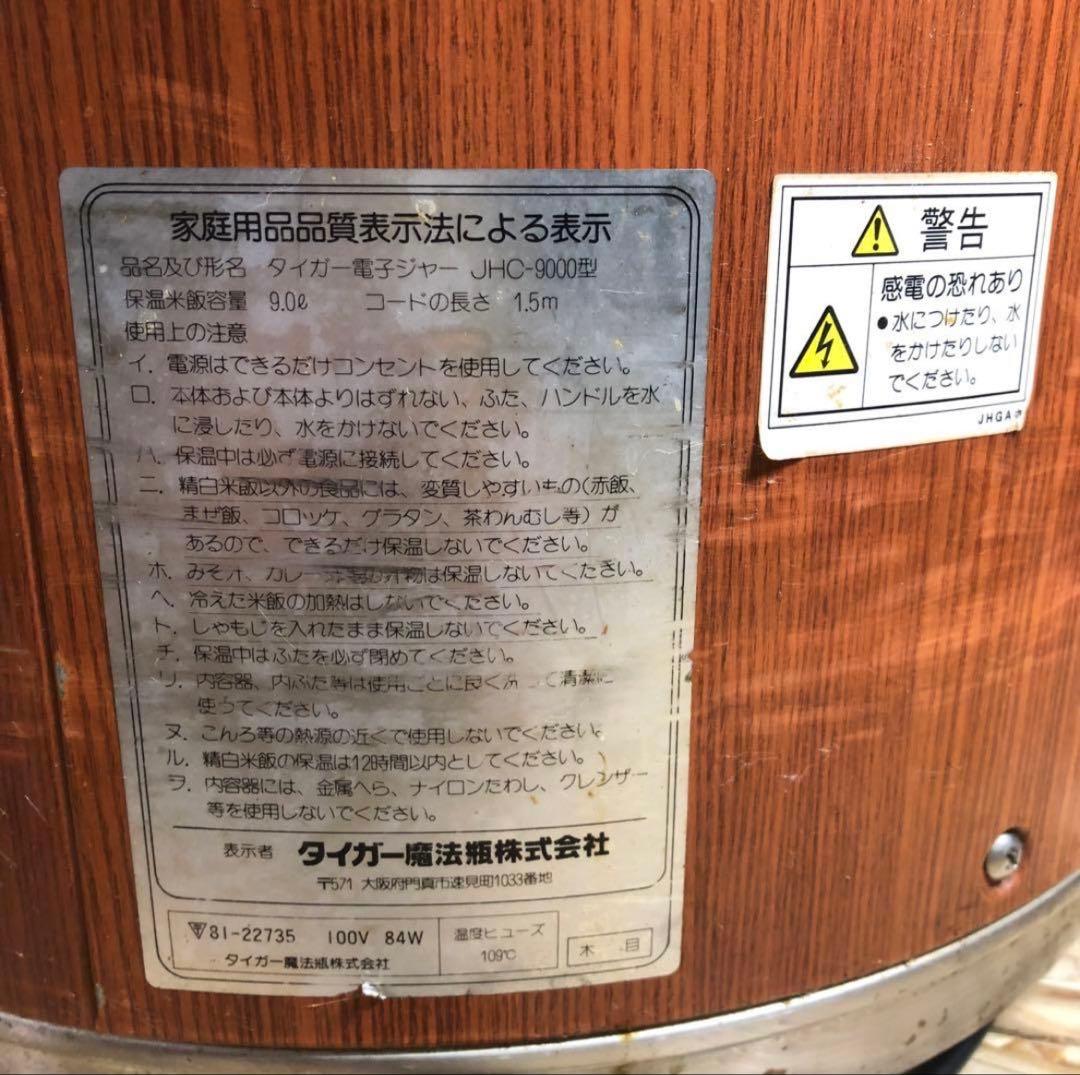 家庭用品品質表示法による表示
品名及び形名 タイガー電子ジャー JHC-9000型
保温米飯容量 9.0ℓ コードの長さ 1.5m
使用上の注意
イ. 電源はできるだけコンセントを使用してください。
ロ. 本体および本体よりはずれない、ふた、ハンドルを水
に浸したり、水をかけないでください。
ハ. 保温中は必ず電源に接続してください。
ニ. 精白米飯以外の食品には、変質しやすいもの(赤飯、
まぜ飯、コロッケ、グラタン、茶わんむし等)が
あるので、できるだけ保温しないでください。
ホ. みそ汁、カレー 物は保温しないでください。
ヘ. 冷えた米飯の加熱はしないでください。
ト. しゃもじを入れたまま保温しないでください。
チ. 保温中はふたを必ず閉めてください。
リ. 内容器、内ぶた等は使用ごとに良く洗 て清潔に
使ってください。
ヌ. こんろ等の熱源の近くで使用しないでください。
ル. 精白米飯の保温は12時間以内としてください。
ヲ. 内容器には、金属へら、ナイロンたわし、クレンザー
等を使用しないでください。
表示者 タイガー魔法瓶株式会社
〒571 大阪府門真市速見町1033番地
81-22735 100V 84W
タイガー魔法瓶株式会社
温度ヒューズ
109℃
木目
警告
感電の恐れあり
●水につけたり、水
をかけたりしない
でください。
JHGA